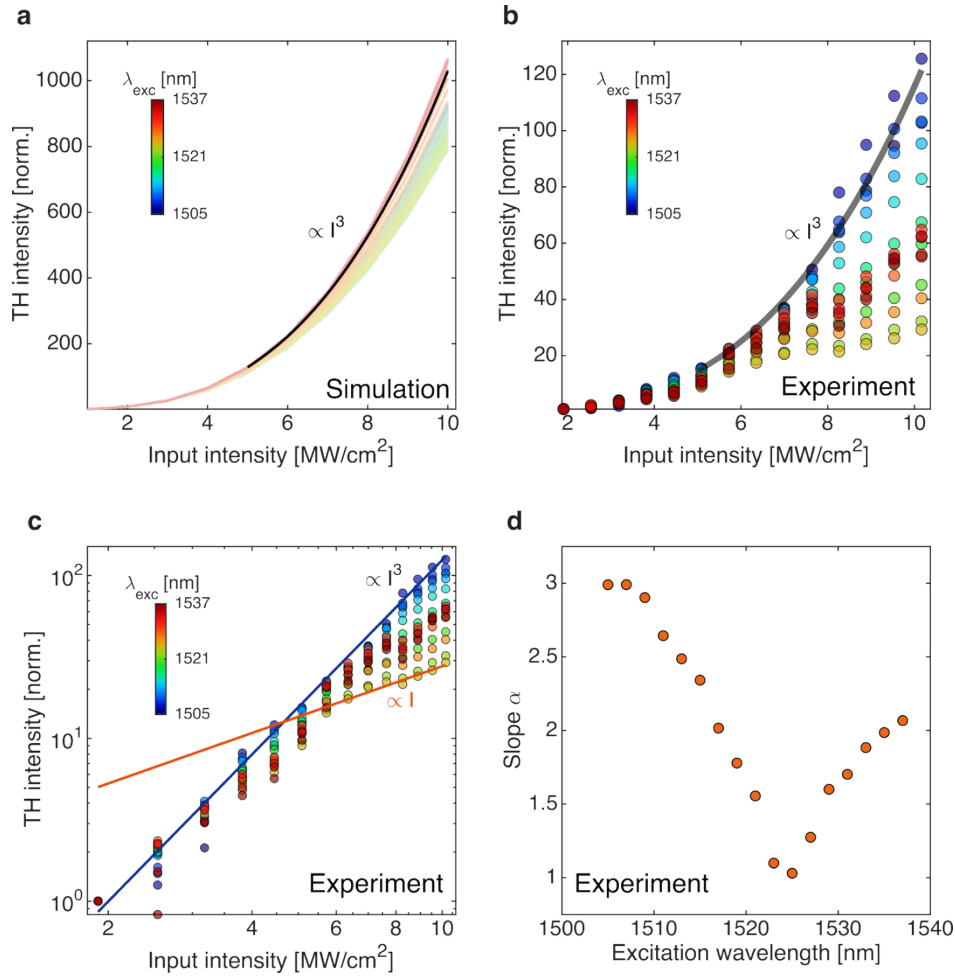 a
TH intensity [norm.]
1000
800
600
400
200
λexc [nm]
1537
1521
1505
∝ I³
Simulation
2
4
6
8
10
Input intensity [MW/cm²]
b
TH intensity [norm.]
120
100
80
60
40
20
λexc [nm]
1537
1521
1505
∝ I³
Experiment
2
4
6
8
10
Input intensity [MW/cm²]
c
TH intensity [norm.]
10²
10¹
10⁰
λexc [nm]
1537
1521
1505
∝ I³
∝ I
Experiment
2
4
6
8
10
Input intensity [MW/cm²]
d
Slope α
3
2.5
2
1.5
1
Experiment
1500
1510
1520
1530
1540
Excitation wavelength [nm]